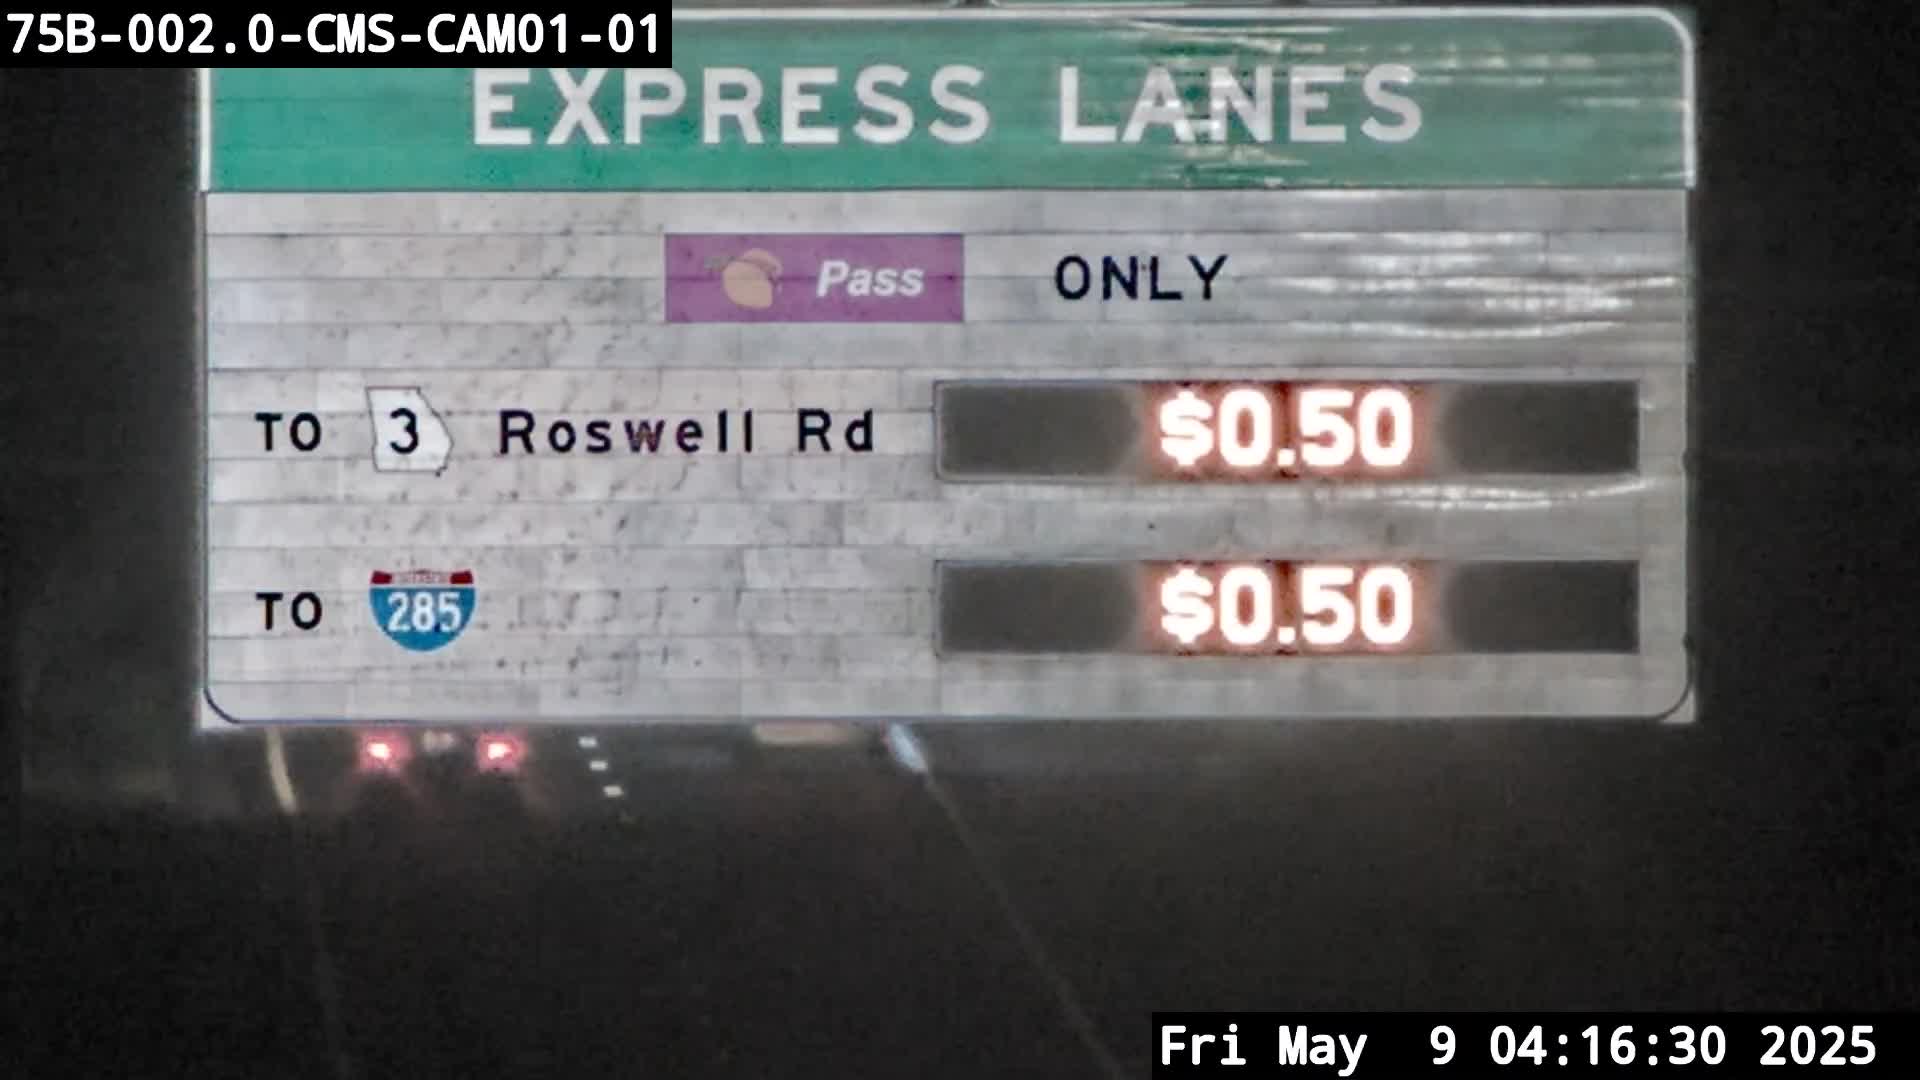 75B-002.0-CMS-CAM01-01
EXPRESS LANES
Pass ONLY
TO 3 Roswell Rd $0.50
TO 285 $0.50
Fri May 9 04:16:30 2025